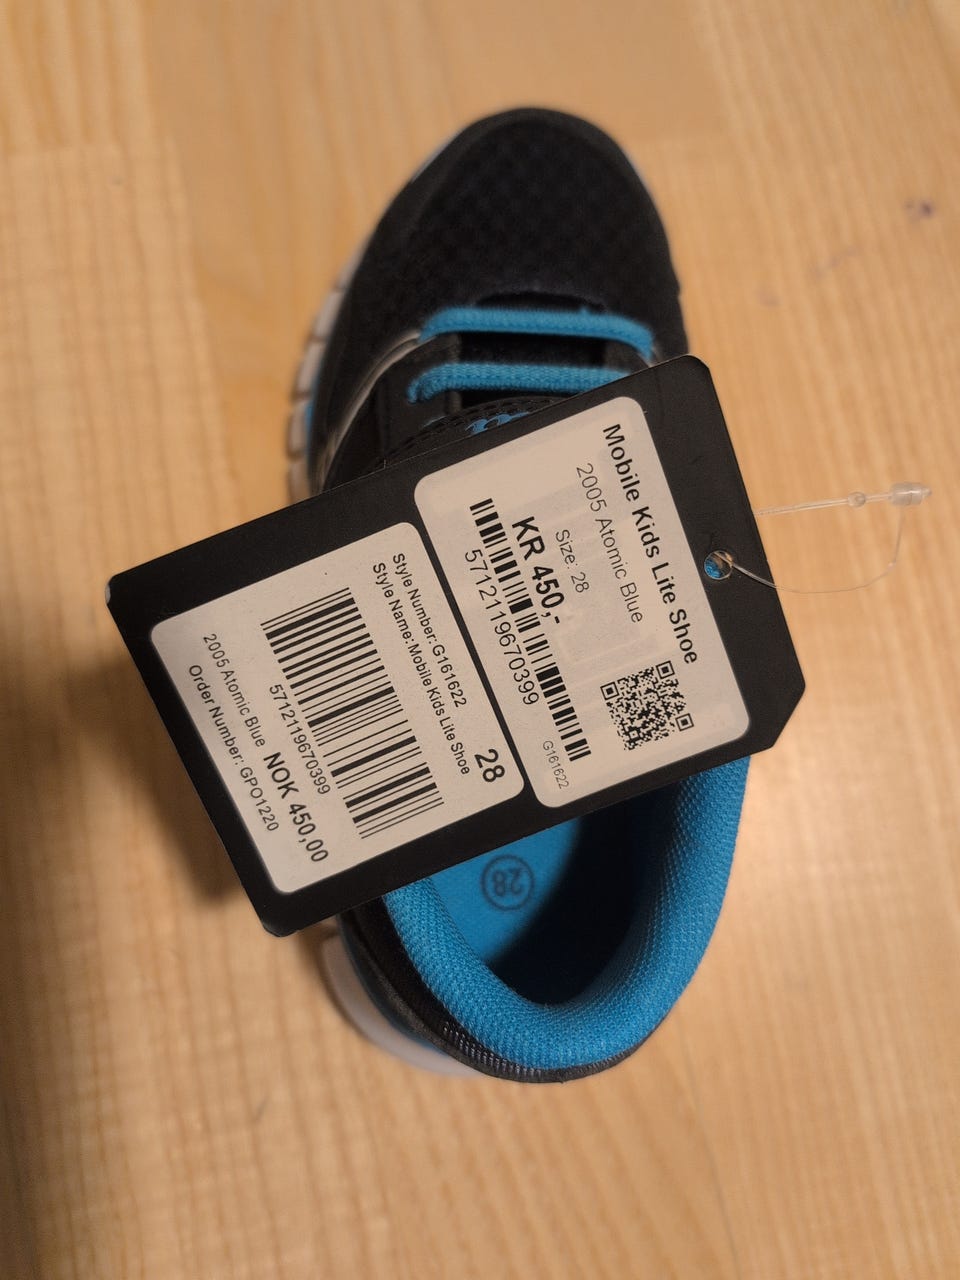 Mobile Kids Lite Shoe
2005 Atomic Blue
Size: 28
KR 450,-
5712119670399
G161622
Style Number:G161622
Style Name:Mobile Kids Lite Shoe
28
5712119670399
2005 Atomic Blue
NOK 450,00
Order Number: GPO1220
28